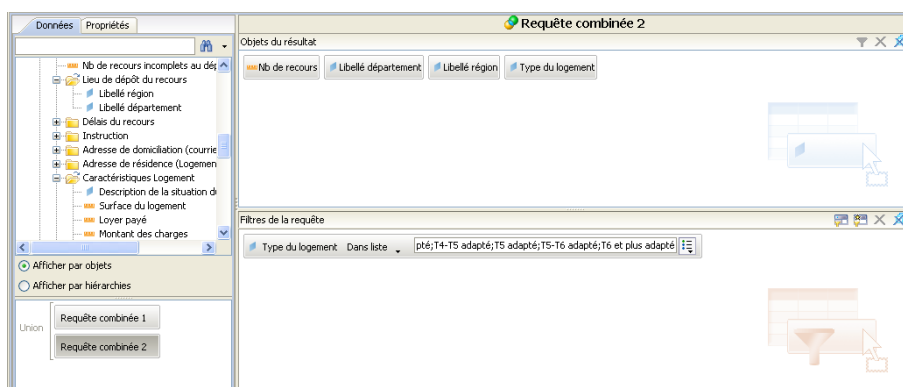 Données Propriétés
Requête combinée 2
Objets du résultat
Nb de recours Libellé département Libellé région Type du logement
Nb de recours incomplets au dép
Lieu de dépôt du recours
Libellé région
Libellé département
Délais du recours
Instruction
Adresse de domiciliation (courrie
Adresse de résidence (Logemen
Caractéristiques Logement
Description de la situation du
Surface du logement
Loyer payé
Montant des charges
Afficher par objets
Afficher par hiérarchies
Union
Requête combinée 1
Requête combinée 2
Filtres de la requête
Type du logement Dans liste pté;T4-T5 adapté;T5 adapté;T5-T6 adapté;T6 et plus adapté